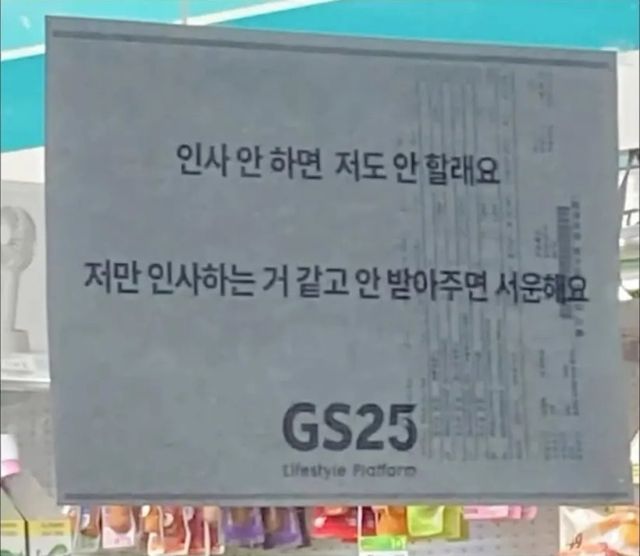 인사 안 하면 저도 안 할래요
저만 인사하는 거 같고 안 받아주면 서운해요
GS25
Lifestyle Platform